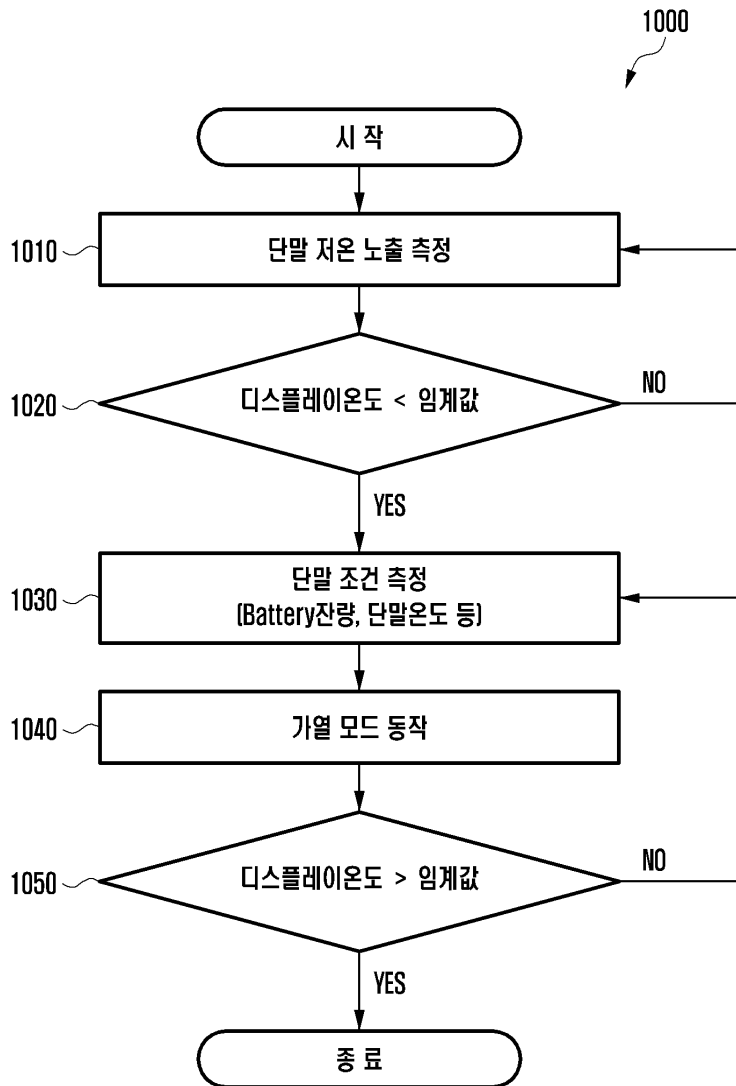 1000
시 작
1010
단말 저온 노출 측정
1020
디스플레이온도 < 임계값
NO
YES
1030
단말 조건 측정
(Battery잔량, 단말온도 등)
1040
가열 모드 동작
1050
디스플레이온도 > 임계값
NO
YES
종 료